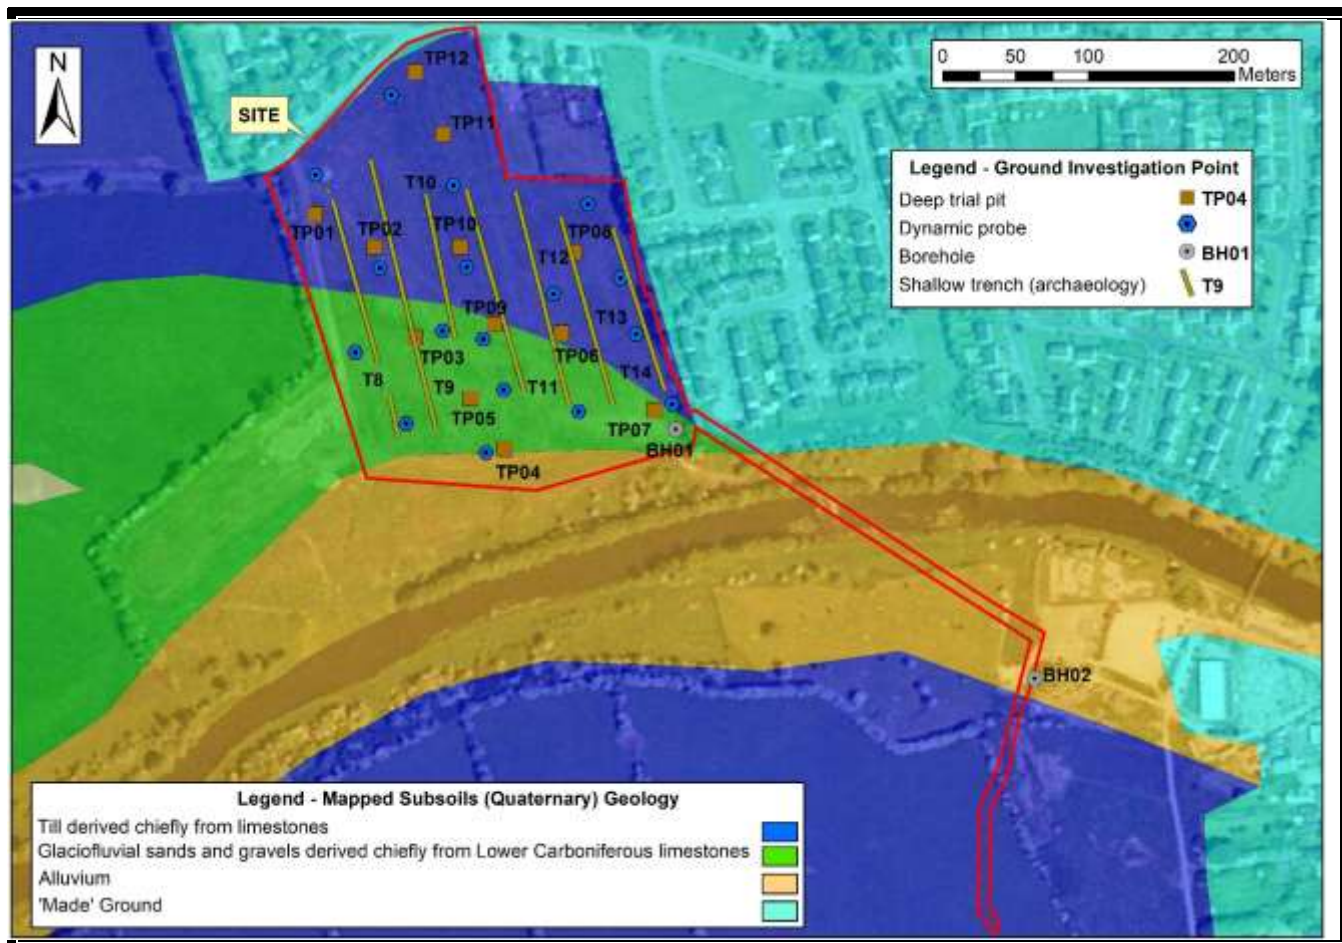 N
SITE
0 50 100 200
Meters
Legend - Ground Investigation Point
Deep trial pit TP04
Dynamic probe
Borehole BH01
Shallow trench (archaeology) T9
TP12
TP11
T10
TP01
TP02
TP10
TP08
T12
TP09
T13
TP03
TP06
T8
T9
T11
T14
TP05
TP07
TP04
BH01
BH02
Legend - Mapped Subsoils (Quaternary) Geology
Till derived chiefly from limestones
Glaciofluvial sands and gravels derived chiefly from Lower Carboniferous limestones
Alluvium
'Made' Ground